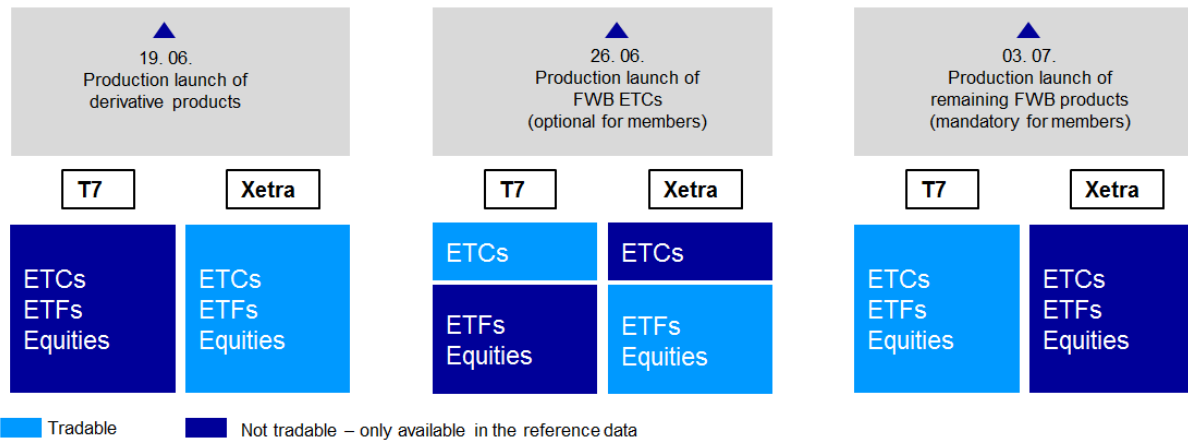 19. 06.
Production launch of
derivative products
26.06.
Production launch of
FWB ETCs
(optional for members)
03. 07.
Production launch of
remaining FWB products
(mandatory for members)
T7
Xetra
T7
Xetra
T7
Xetra
ETCs
ETFs
Equities
ETCs
ETFs
Equities
ETCs
ETFs
Equities
ETCs
ETFs
Equities
ETCs
ETFs
Equities
ETCs
ETFs
Equities
Tradable
Not tradable – only available in the reference data